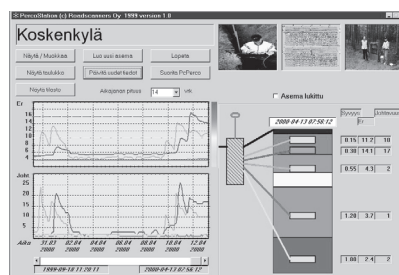 PercoStation (c) Roadscanners Oy 1999 version 1.0
Koskenkylä
Näytä / Muokkaa
Luo uusi asema
Lopeta
Näytä taulukko
Päivitä uudet tiedot
Suorita PcPerco
Näytä tilasto
Aikajanan pituus
14
vrk
Asema lukittu
Er
16
14
12
10
8
6
4
Joht
25
20
15
10
5
Aika
31.03 02.04 04.04 06.04 08.04 10.04 12.04
2000 2000 2000 2000 2000 2000 2000
1999-09-10 11 20 11
2000-04-13 07:56:12
2000-04-13 07:56:12
Syvyys
Er
Johtavuus
0.15 11.2 10
0.30 14.1 17
0.55 4.3 2
1.20 3.7 1
1.80 2.4 2